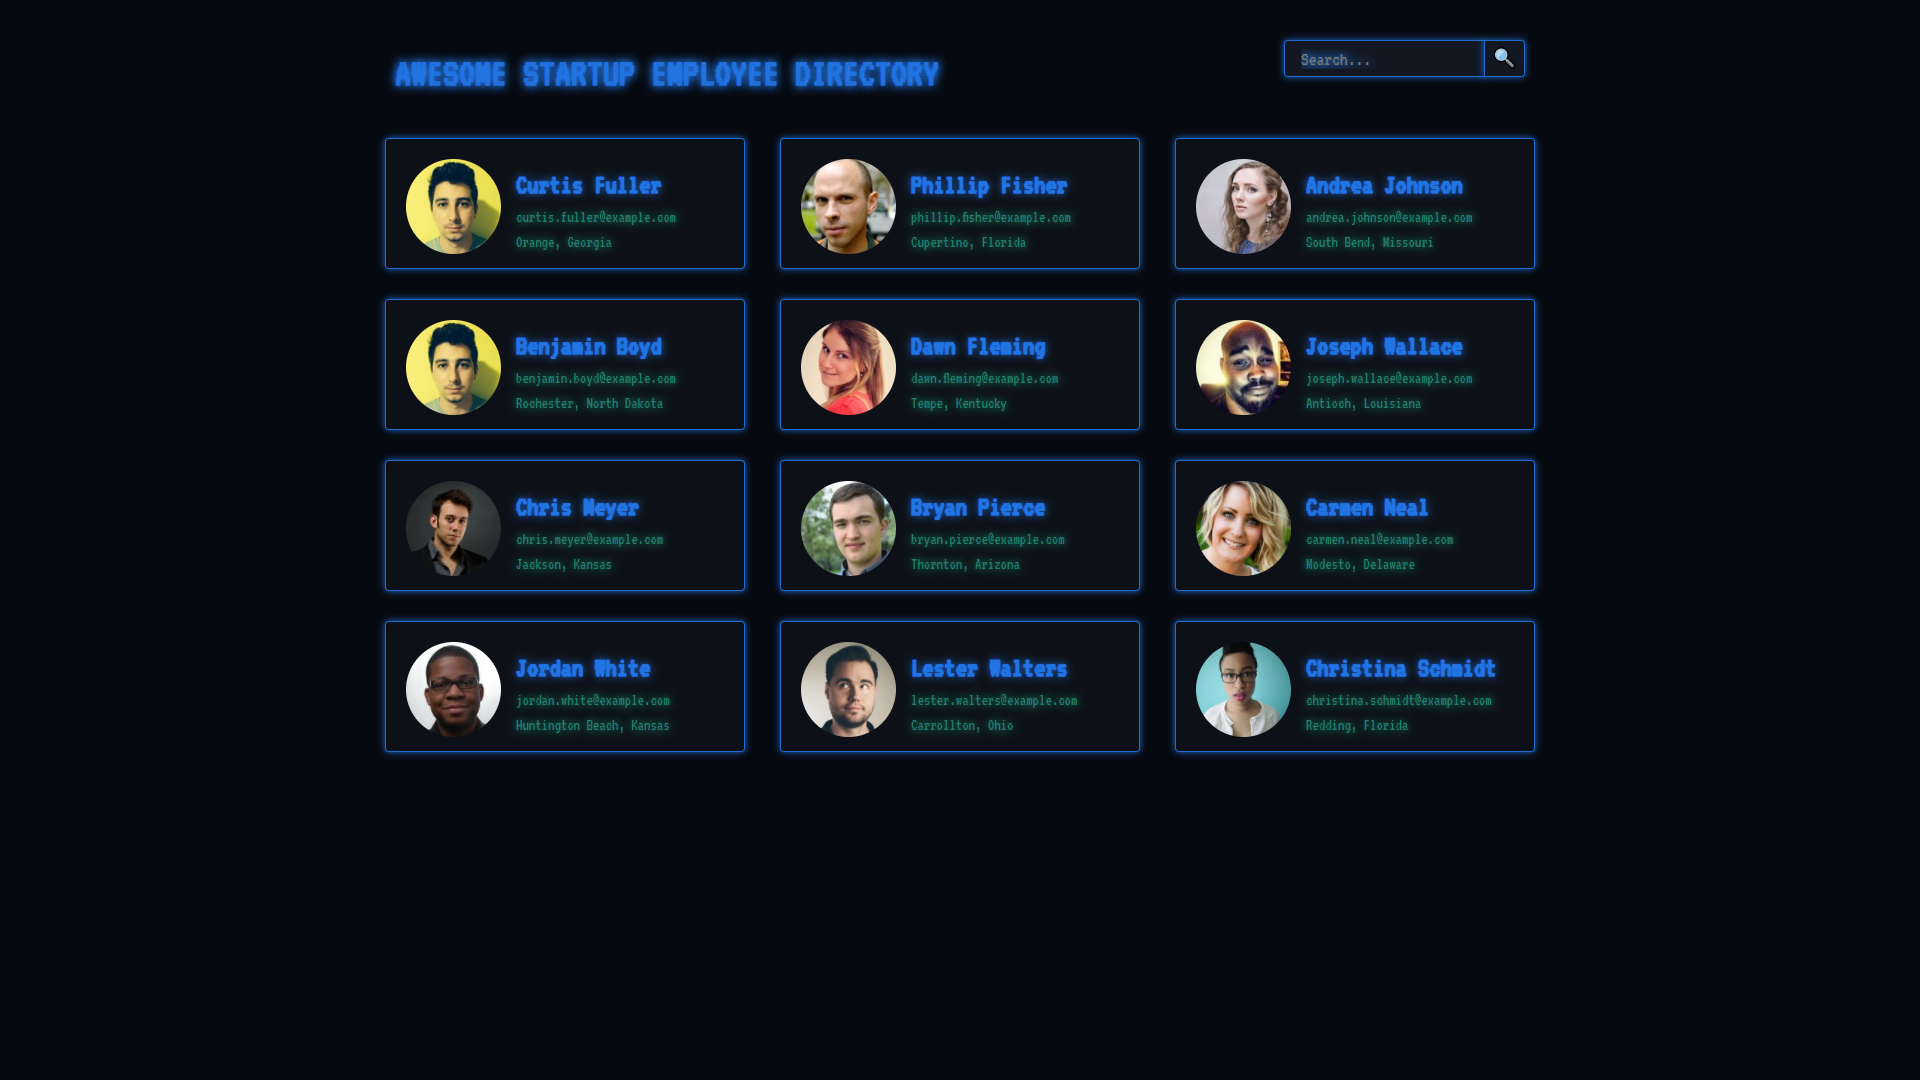 AWESOME STARTUP EMPLOYEE DIRECTORY
Search...
Curtis Fuller
curtis.fuller@example.com
Orange, Georgia
Phillip Fisher
phillip.fisher@example.com
Cupertino, Florida
Andrea Johnson
andrea.johnson@example.com
South Bend, Missouri
Benjamin Boyd
benjamin.boyd@example.com
Rochester, North Dakota
Dawn Fleming
dawn.fleming@example.com
Tempe, Kentucky
Joseph Wallace
joseph.wallace@example.com
Antioch, Louisiana
Chris Meyer
chris.meyer@example.com
Jackson, Kansas
Bryan Pierce
bryan.pierce@example.com
Thornton, Arizona
Carmen Neal
carmen.neal@example.com
Modesto, Delaware
Jordan White
jordan.white@example.com
Huntington Beach, Kansas
Lester Walters
lester.walters@example.com
Carrollton, Ohio
Christina Schmidt
christina.schmidt@example.com
Redding, Florida